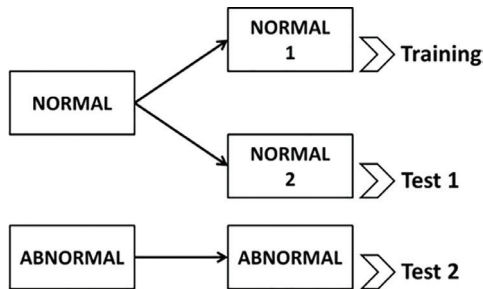 NORMAL
1
Training
NORMAL
NORMAL
2
Test 1
ABNORMAL
ABNORMAL
Test 2